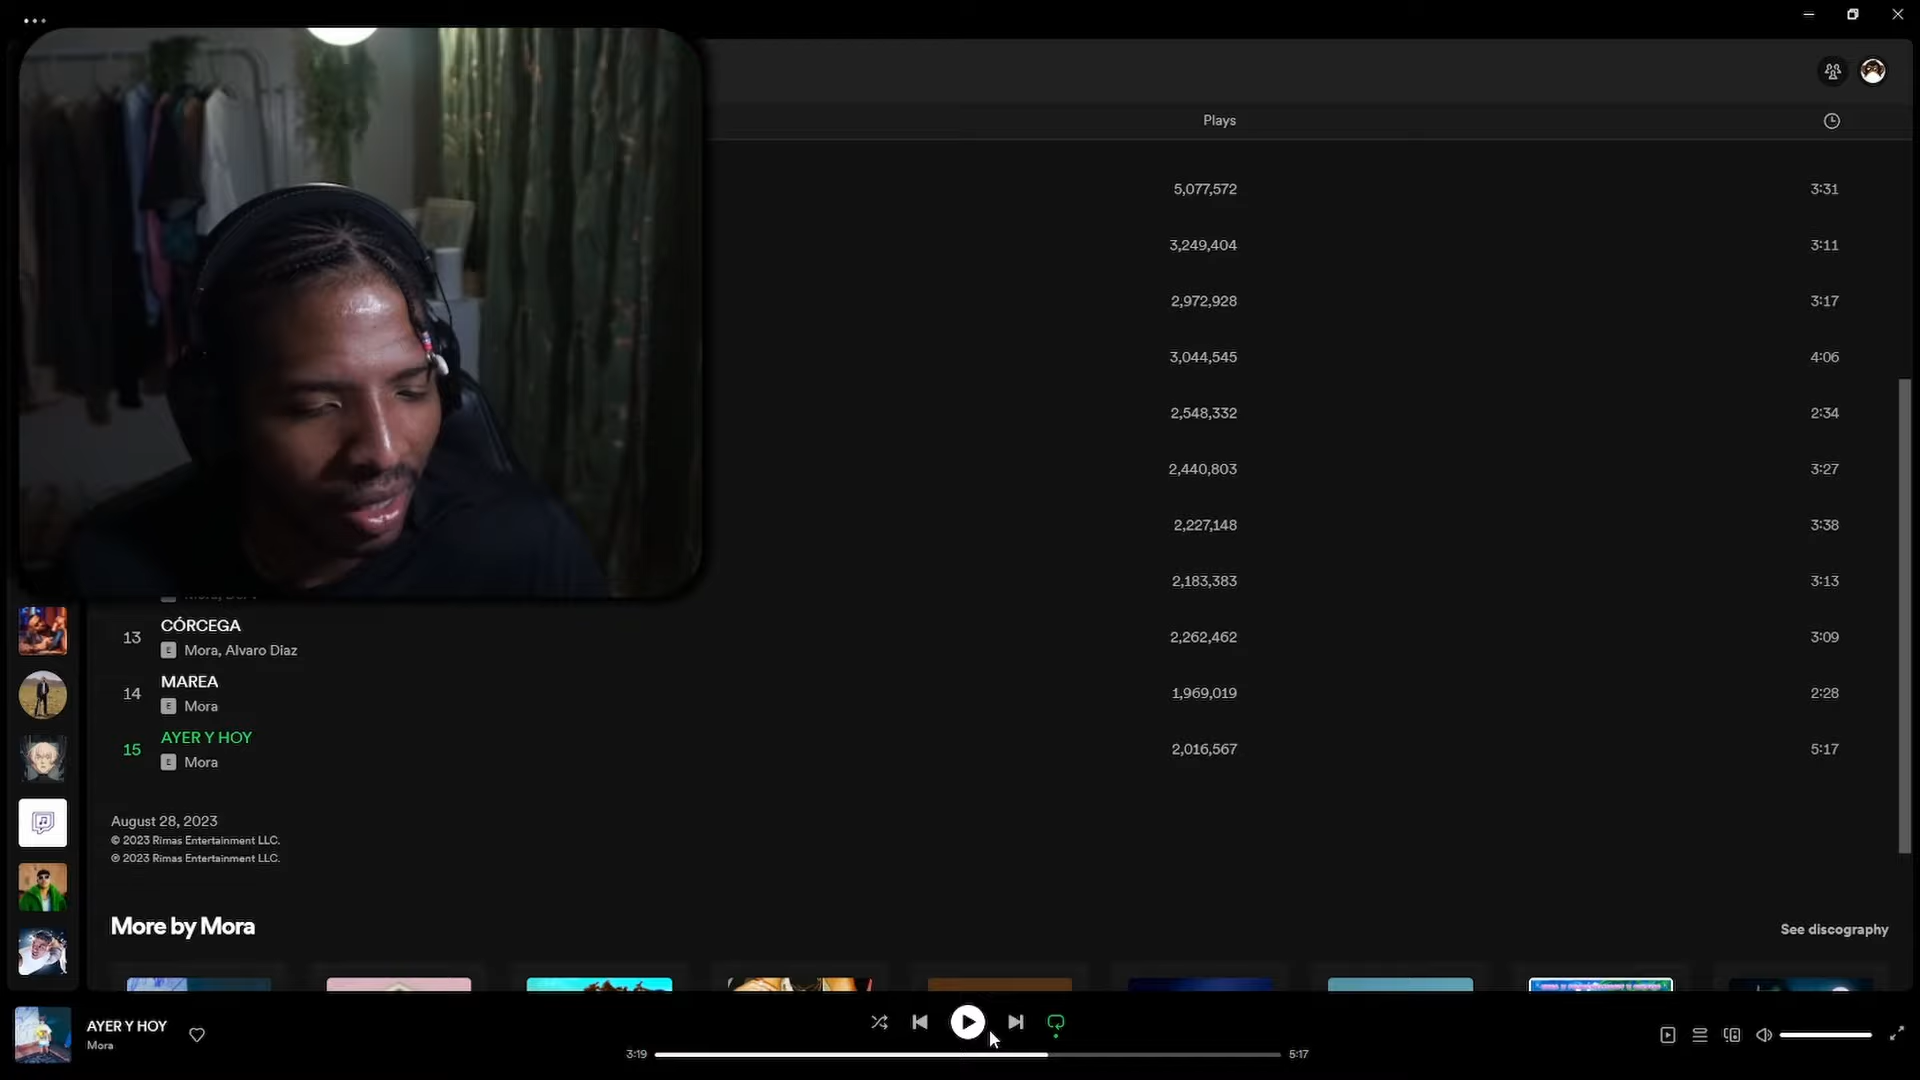 Plays
5,077,572 3:31
3,249,404 3:11
2,972,928 3:17
3,044,545 4:06
2,548,332 2:34
2,440,803 3:27
2,227,148 3:38
2,183,383 3:13
13 CÓRCEGA 2,262,462 3:09
E Mora, Alvaro Diaz
14 MAREA 1,969,019 2:28
E Mora
15 AYER Y HOY 2,016,567 5:17
E Mora
August 28, 2023
© 2023 Rimas Entertainment LLC.
℗ 2023 Rimas Entertainment LLC.
More by Mora
See discography
AYER Y HOY
Mora
3:19 5:17